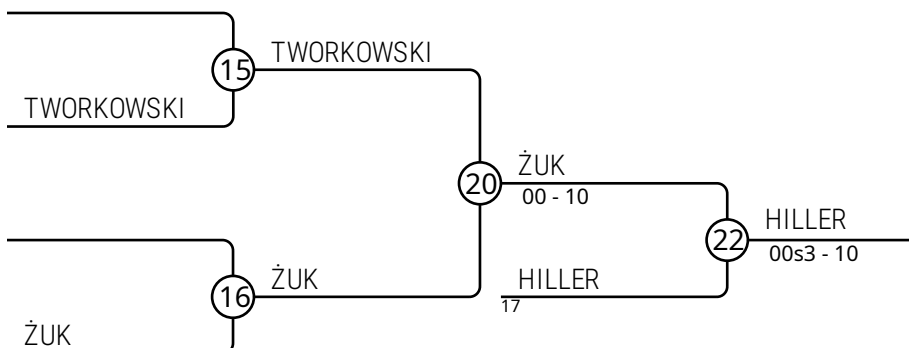 15
TWORKOWSKI
TWORKOWSKI
20
ŻUK
00 - 10
22
HILLER
00s3 - 10
16
ŻUK
HILLER
17
ŻUK